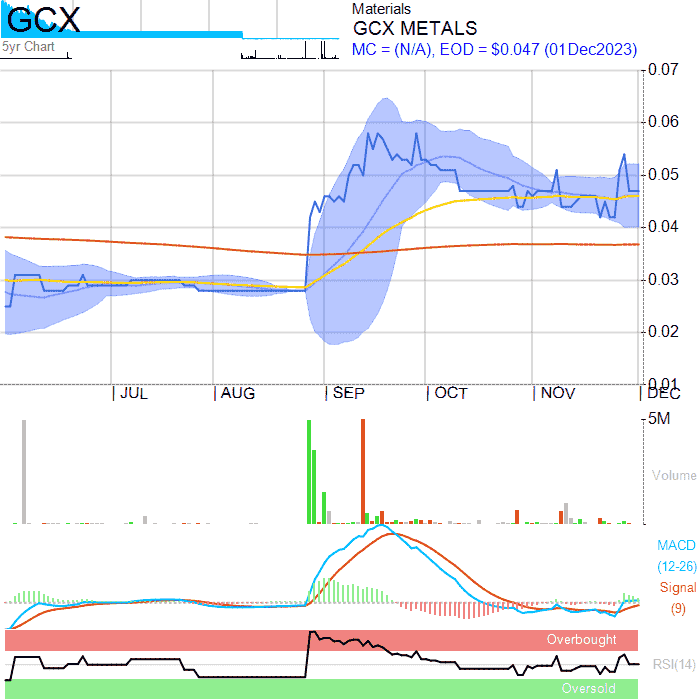 GCX
5yr Chart
Materials
GCX METALS
MC = (N/A), EOD = $0.047 (01Dec2023)
0.07
0.06
0.05
0.04
0.03
0.02
0.01
JUL
AUG
SEP
OCT
NOV
DEC
5M
Volume
MACD
(12-26)
Signal
(9)
Overbought
RSI(14)
Oversold